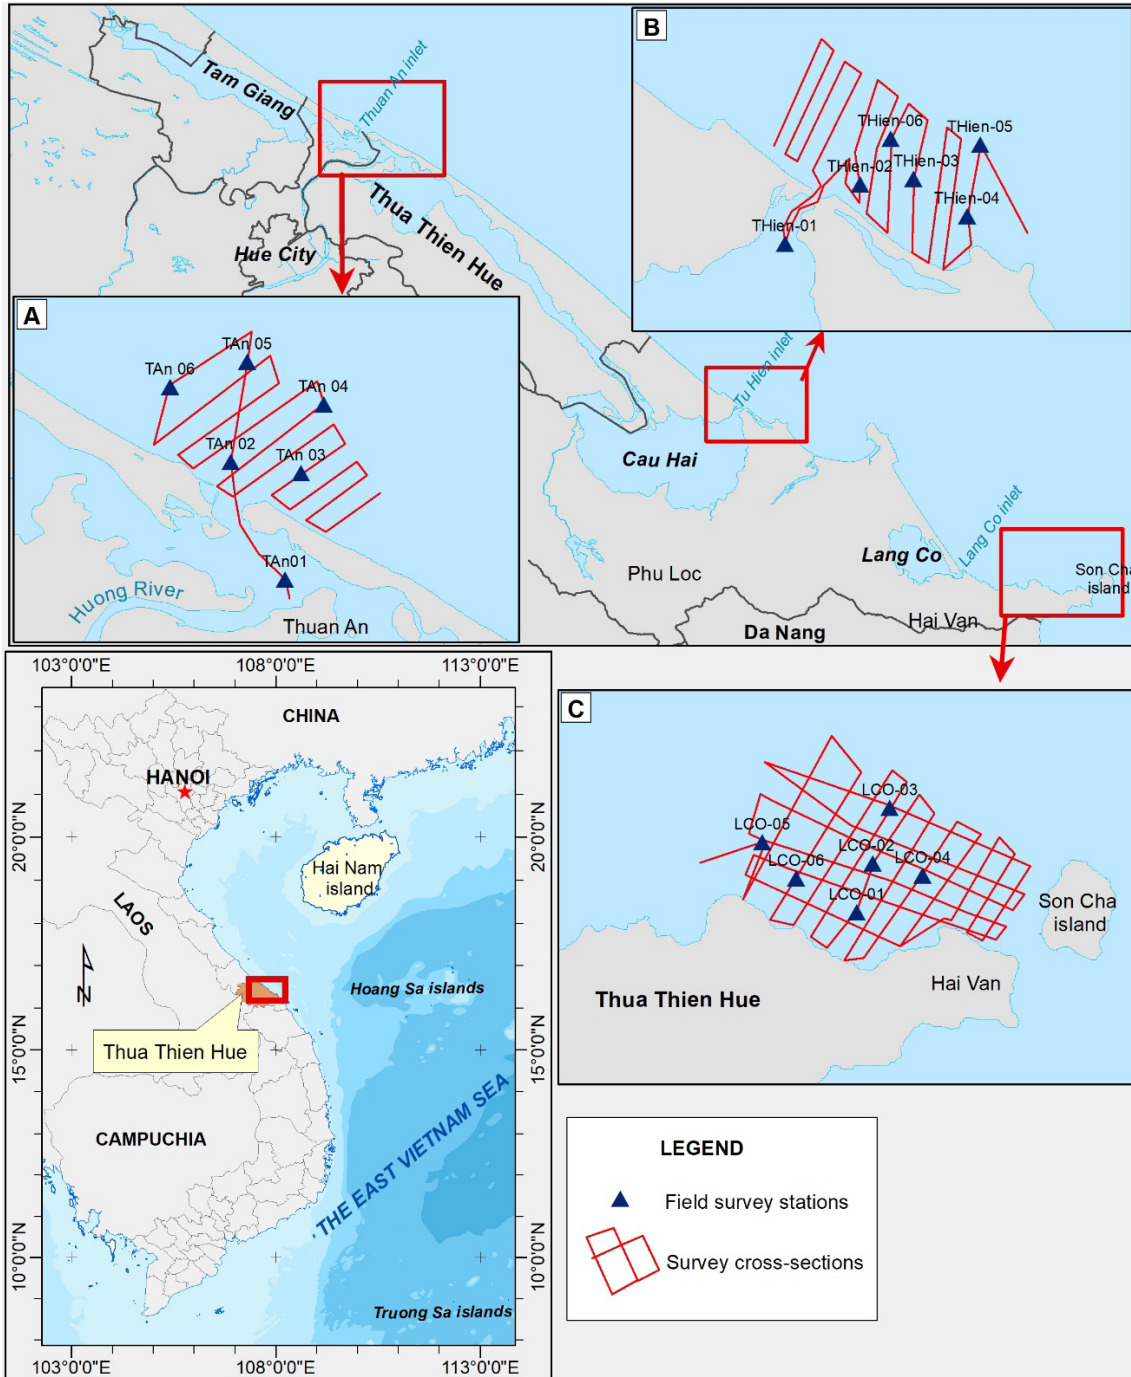 Tam Giang
Thuan An inlet
Thua Thien Hue
Hue City
Tu Hien inlet
Cau Hai
Lang Co inlet
Lang Co
Phu Loc
Son Cha
island
Hai Van
Da Nang
B
THien-06
THien-05
THien-02
THien-03
THien-04
THien-01
A
TAn 05
TAn 06
TAn 04
TAn 02
TAn 03
TAn01
Huong River
Thuan An
103°0'0"E
108°0'0"E
113°0'0"E
CHINA
HANOI
20°0'0"N
20°0'0"N
Hai Nam
island
LAOS
N
Hoang Sa islands
Thua Thien Hue
15°0'0"N
15°0'0"N
CAMPUCHIA
THE EAST VIETNAM SEA
10°0'0"N
10°0'0"N
Truong Sa islands
103°0'0"E
108°0'0"E
113°0'0"E
C
LCO-03
LCO-05
LCO-02
LCO-06
LCO-04
LCO-01
Son Cha
island
Hai Van
Thua Thien Hue
LEGEND
Field survey stations
Survey cross-sections